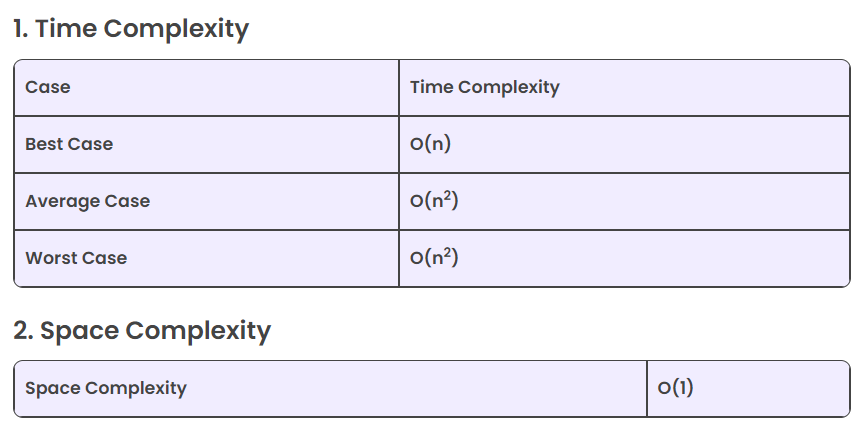 1. Time Complexity
Case Time Complexity
Best Case O(n)
Average Case O(n²)
Worst Case O(n²)
2. Space Complexity
Space Complexity O(1)